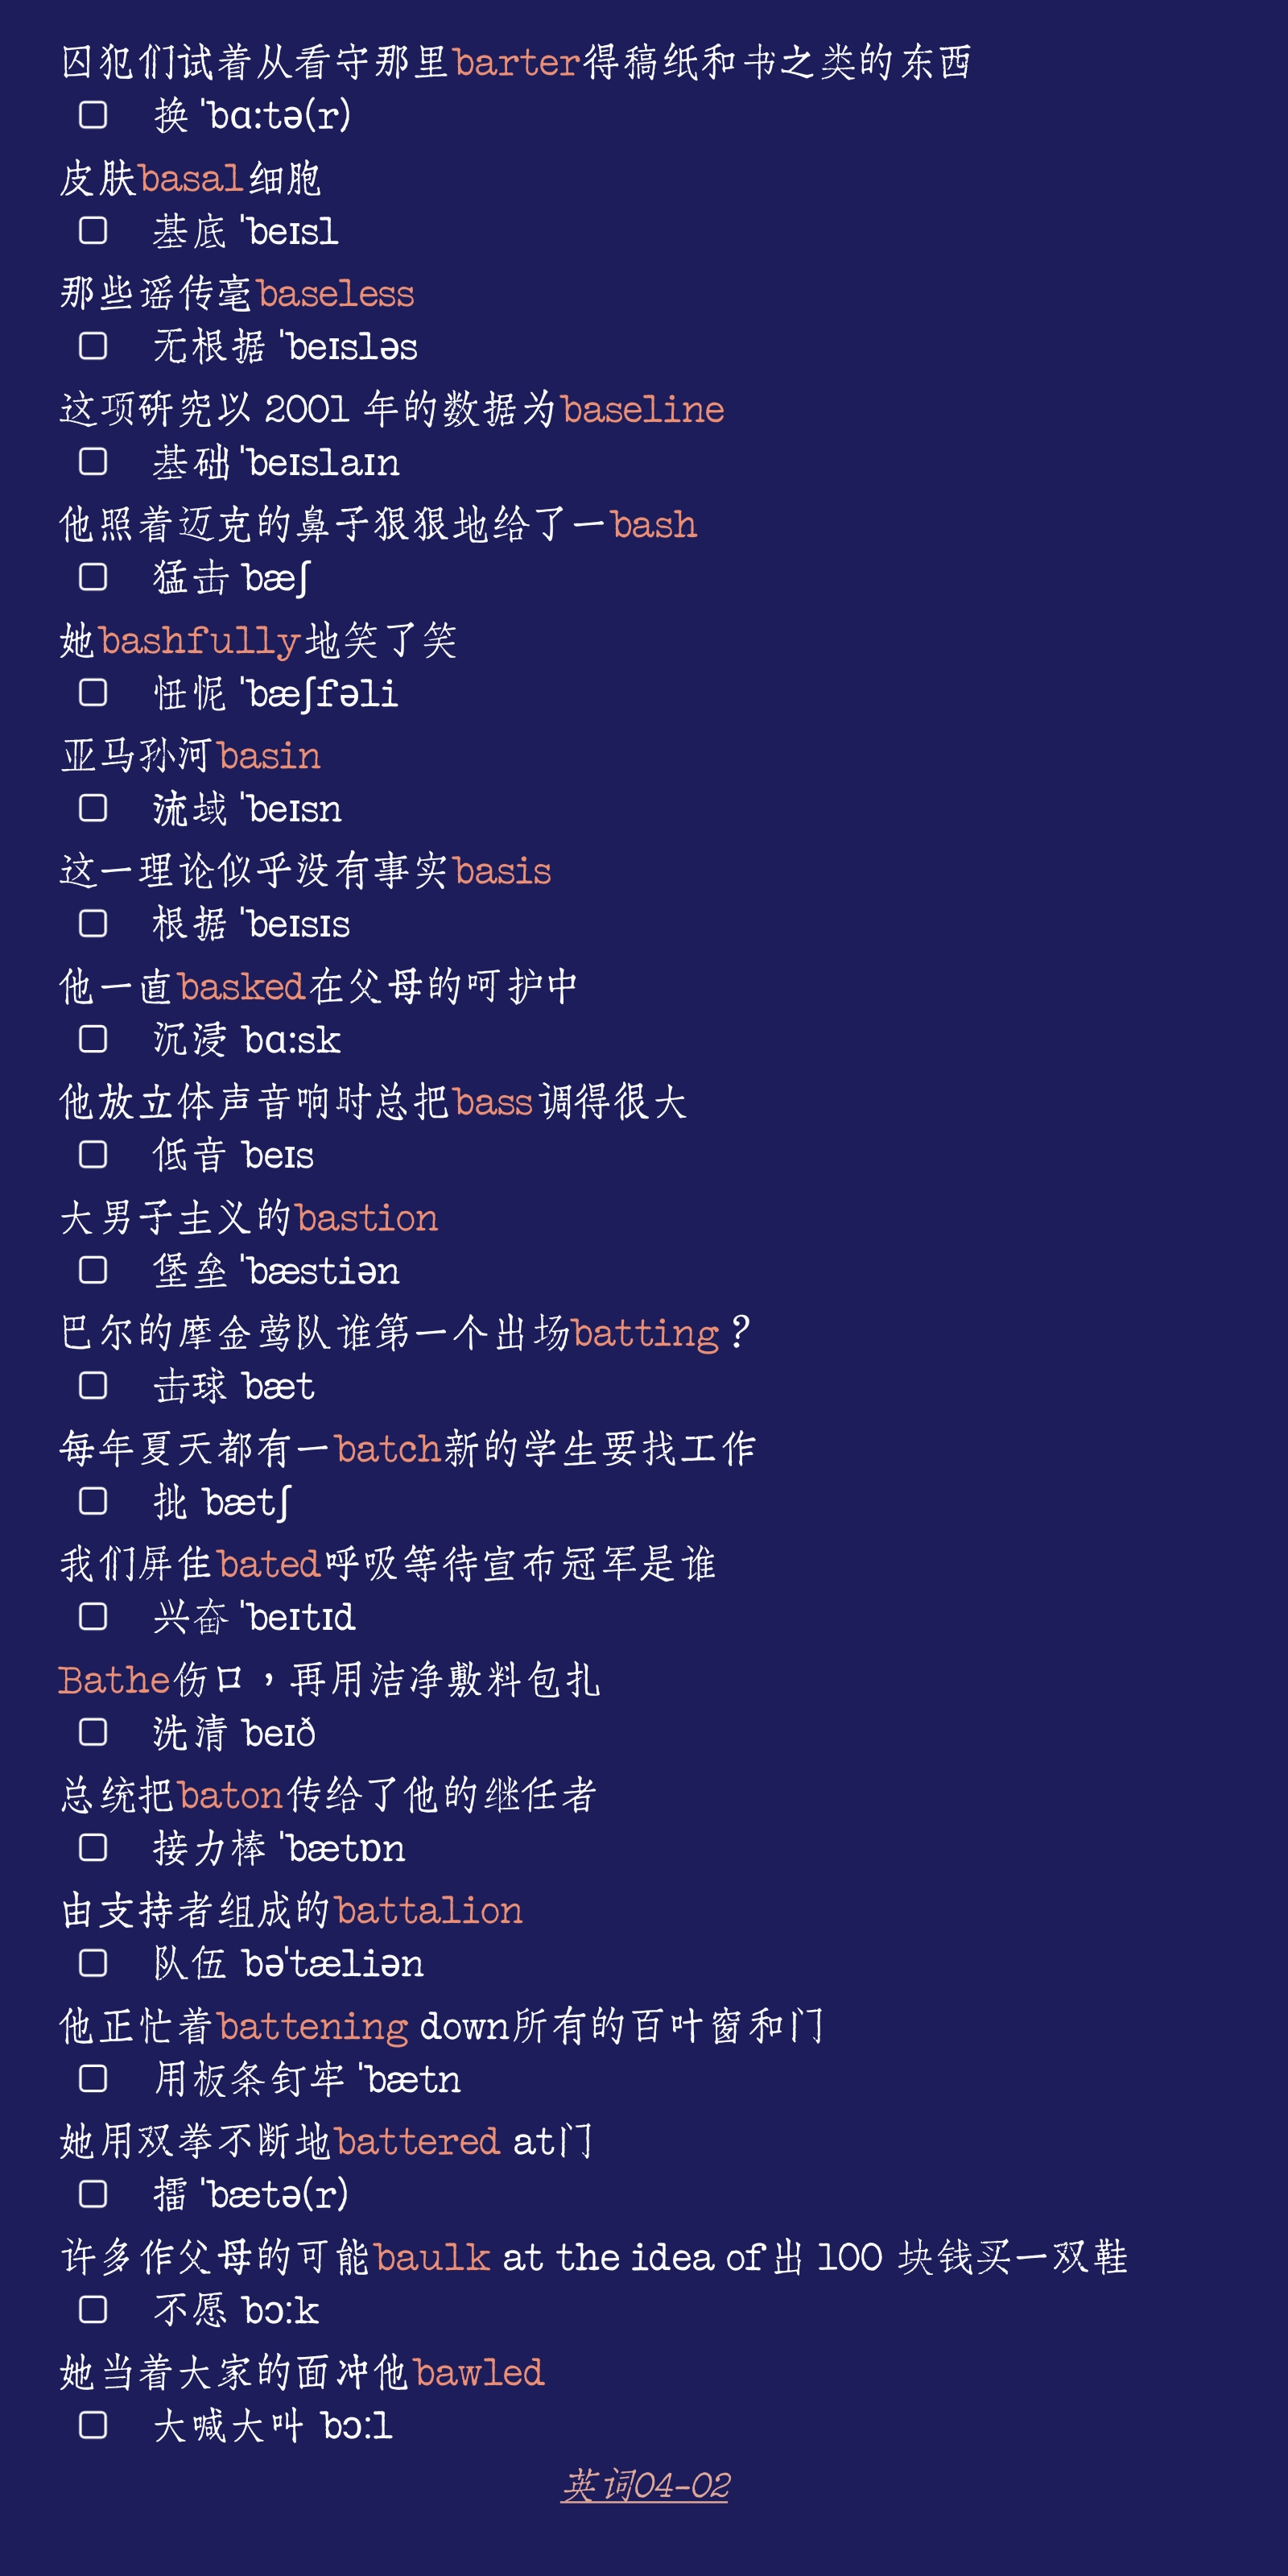 囚犯们试着从看守那里barter得稿纸和书之类的东西
换 ˈbɑːtə(r)
皮肤basal细胞
基底 ˈbeɪsl
那些谣传毫baseless
无根据 ˈbeɪsləs
这项研究以 2001 年的数据为baseline
基础 ˈbeɪslaɪn
他照着迈克的鼻子狠狠地给了一bash
猛击 bæʃ
她bashfully地笑了笑
忸怩 ˈbæʃfəli
亚马孙河basin
流域 ˈbeɪsn
这一理论似乎没有事实basis
根据 ˈbeɪsɪs
他一直basked在父母的呵护中
沉浸 bɑːsk
他放立体声音响时总把bass调得很大
低音 beɪs
大男子主义的bastion
堡垒 ˈbæstiən
巴尔的摩金莺队谁第一个出场batting？
击球 bæt
每年夏天都有一batch新的学生要找工作
批 bætʃ
我们屏住bated呼吸等待宣布冠军是谁
兴奋 ˈbeɪtɪd
Bathe伤口，再用洁净敷料包扎
洗清 beɪð
总统把baton传给了他的继任者
接力棒 ˈbætɒn
由支持者组成的battalion
队伍 bəˈtæliən
他正忙着battening down所有的百叶窗和门
用板条钉牢 ˈbætn
她用双拳不断地battered at门
擂 ˈbætə(r)
许多作父母的可能baulk at the idea of出 100 块钱买一双鞋
不愿 bɔːk
她当着大家的面冲他bawled
大喊大叫 bɔːl
英词04-02